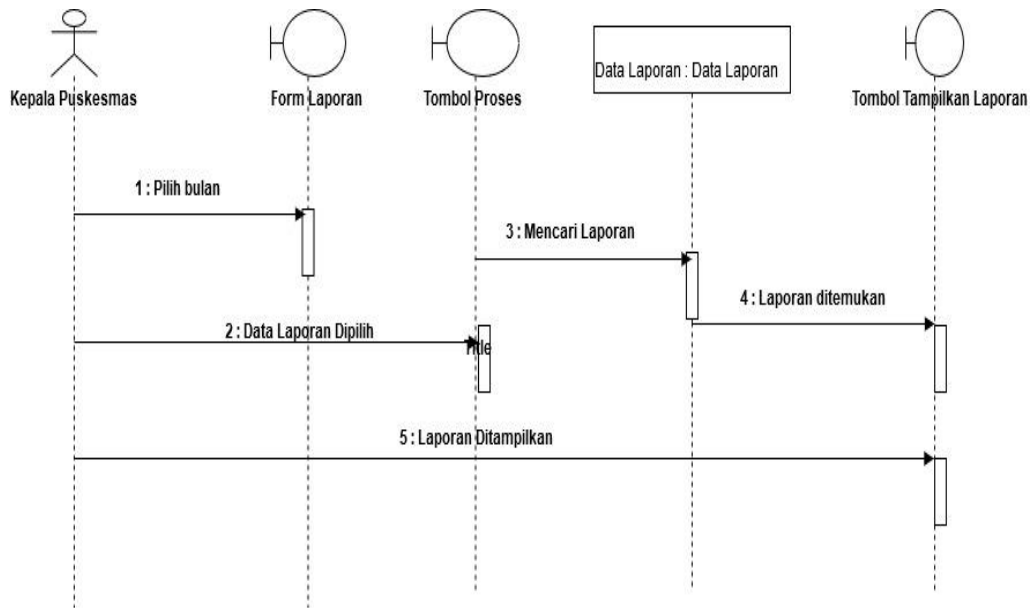 Data Laporan : Data Laporan
Kepala Puskesmas
Form Laporan
Tombol Proses
Tombol Tampilkan Laporan
1 : Pilih bulan
3 : Mencari Laporan
4 : Laporan ditemukan
2 : Data Laporan Dipilih
Title
5 : Laporan Ditampilkan